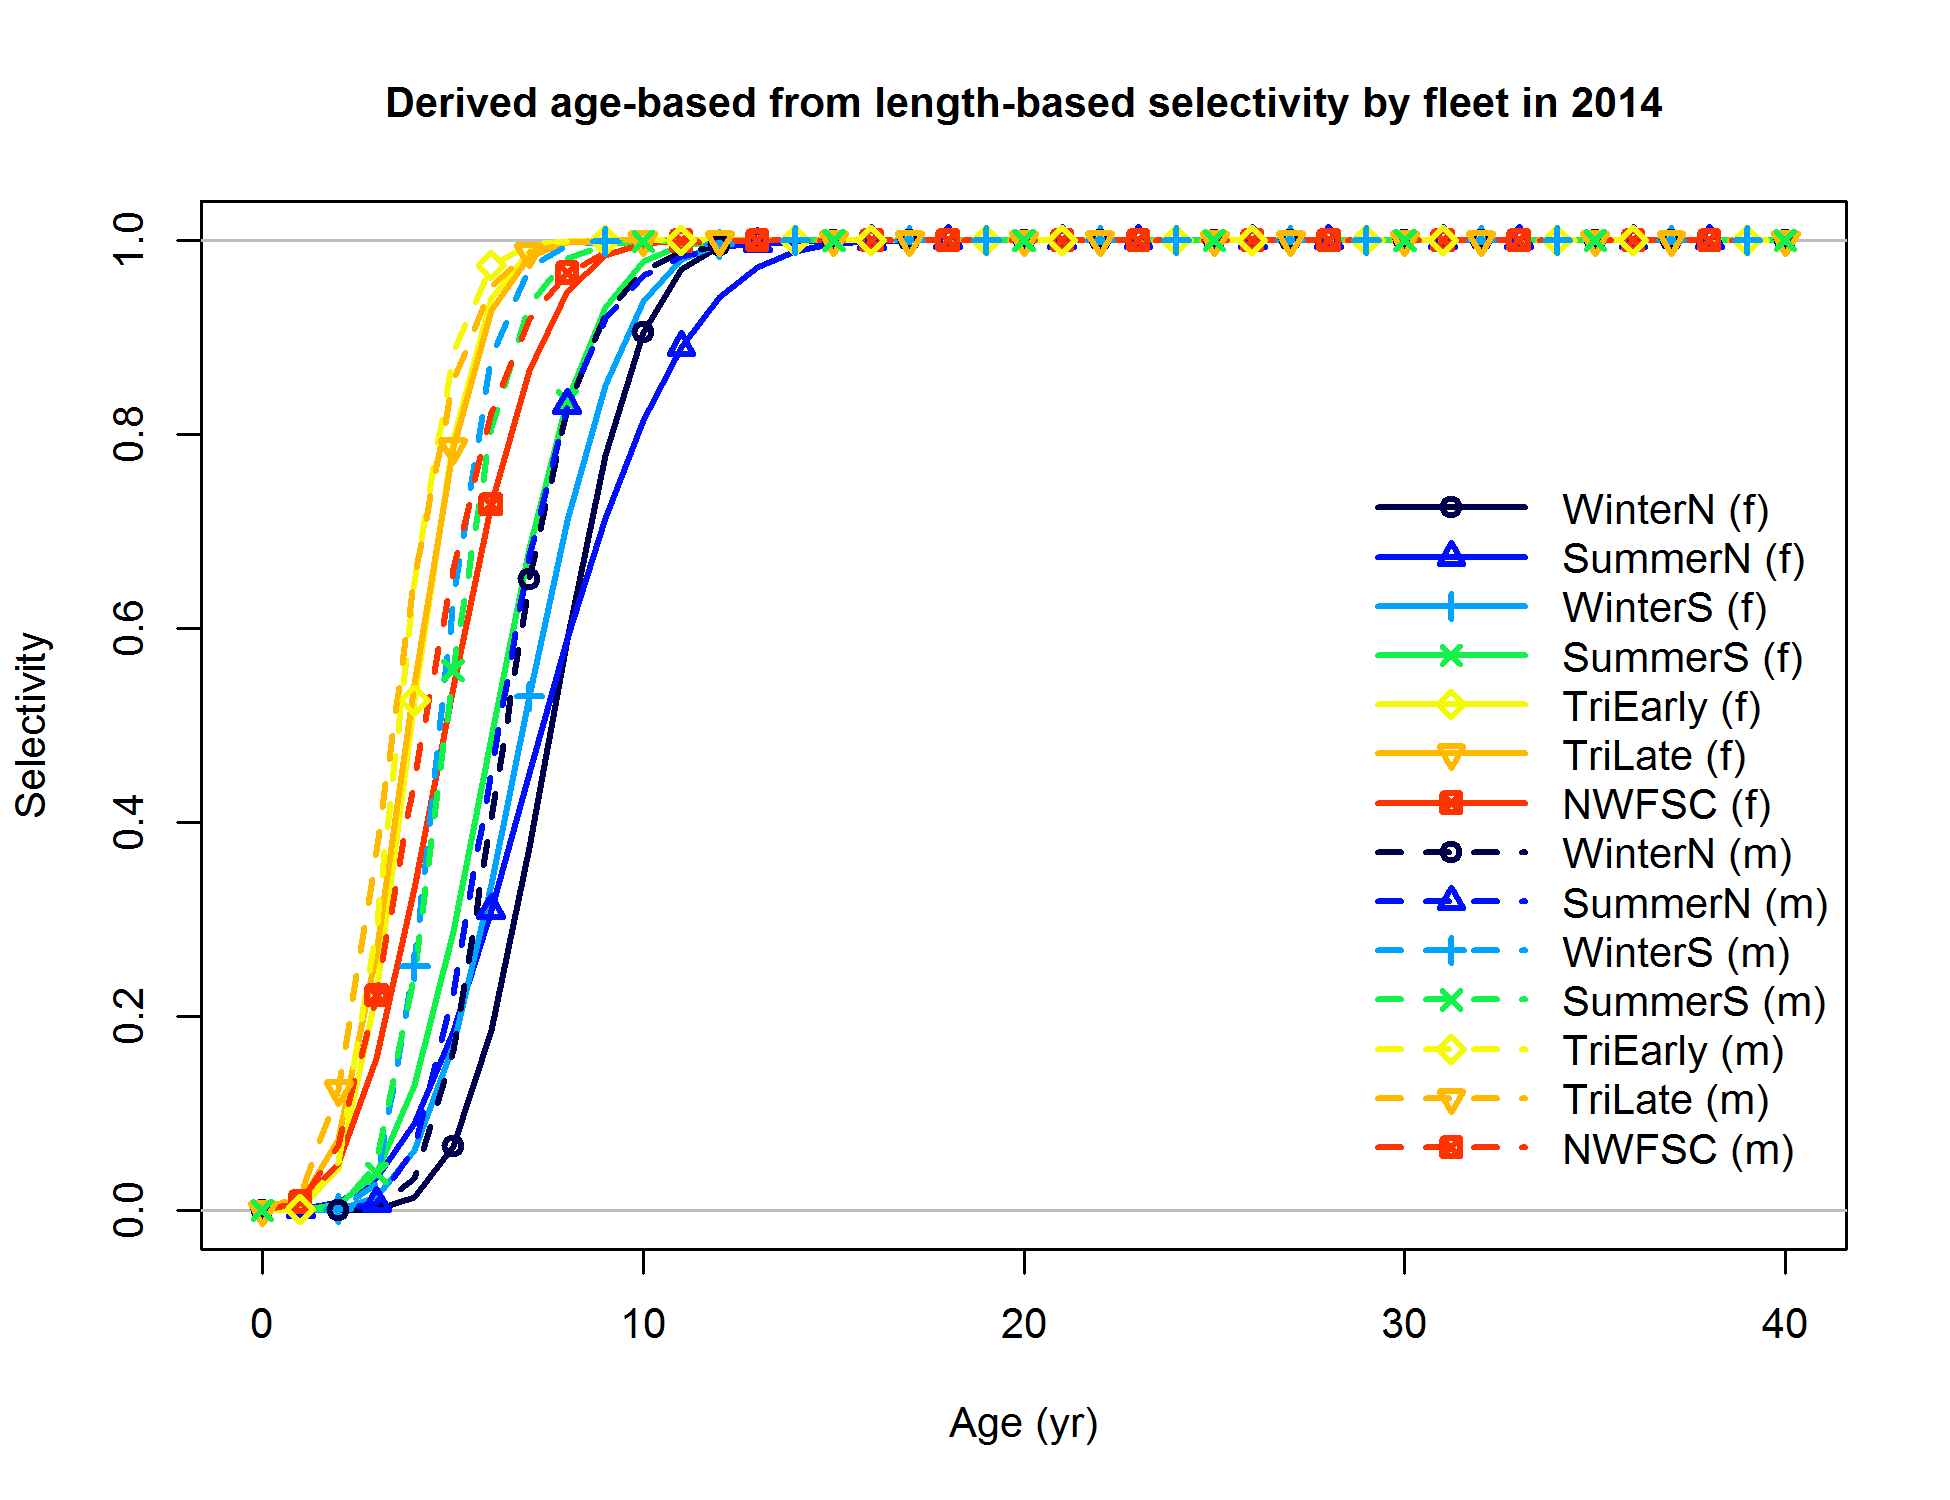 Derived age-based from length-based selectivity by fleet in 2014
1.0
0.8
0.6
0.4
0.2
0.0
Selectivity
WinterN (f)
SummerN (f)
WinterS (f)
SummerS (f)
TriEarly (f)
TriLate (f)
NWFSC (f)
WinterN (m)
SummerN (m)
WinterS (m)
SummerS (m)
TriEarly (m)
TriLate (m)
NWFSC (m)
0 10 20 30 40
Age (yr)